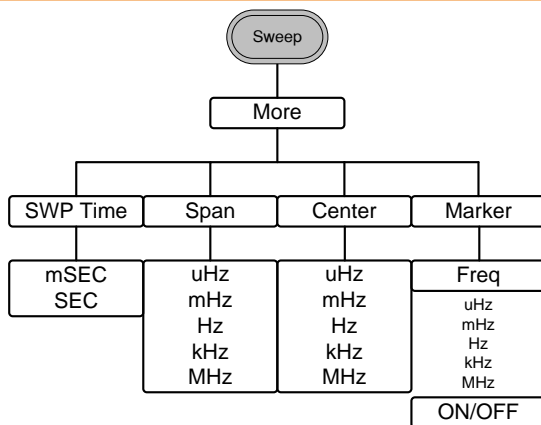 Sweep
More
SWP Time
Span
Center
Marker
mSEC
SEC
uHz
mHz
Hz
kHz
MHz
uHz
mHz
Hz
kHz
MHz
Freq
uHz
mHz
Hz
kHz
MHz
ON/OFF